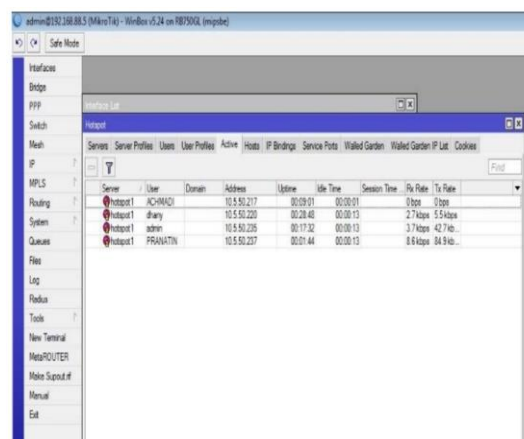 admin@192.168.88.5 (MikroTik) - WinBox v5.24 on RB750GL (mipsbe)
Safe Mode
Interfaces
Bridge
PPP
Switch
Mesh
IP
MPLS
Routing
System
Queues
Files
Log
Radius
Tools
New Terminal
MetaROUTER
Make Supout.rif
Manual
Exit
Interface List
Hotspot
Servers Server Profiles Users User Profiles Active Hosts IP Bindings Service Ports Walled Garden Walled Garden IP List Cookies
Find
Server / User Domain Address Uptime Idle Time Session Time ... Rx Rate Tx Rate
hotspot1 ACHMADI 10.5.50.217 00:09:01 00:00:01 0 bps 0 bps
hotspot1 dhany 10.5.50.220 00:28:48 00:00:13 2.7 kbps 5.5 kbps
hotspot1 admin 10.5.50.235 00:17:32 00:00:13 3.7 kbps 42.7 kb...
hotspot1 PRANATIN 10.5.50.237 00:01:44 00:00:13 8.6 kbps 84.9 kb...